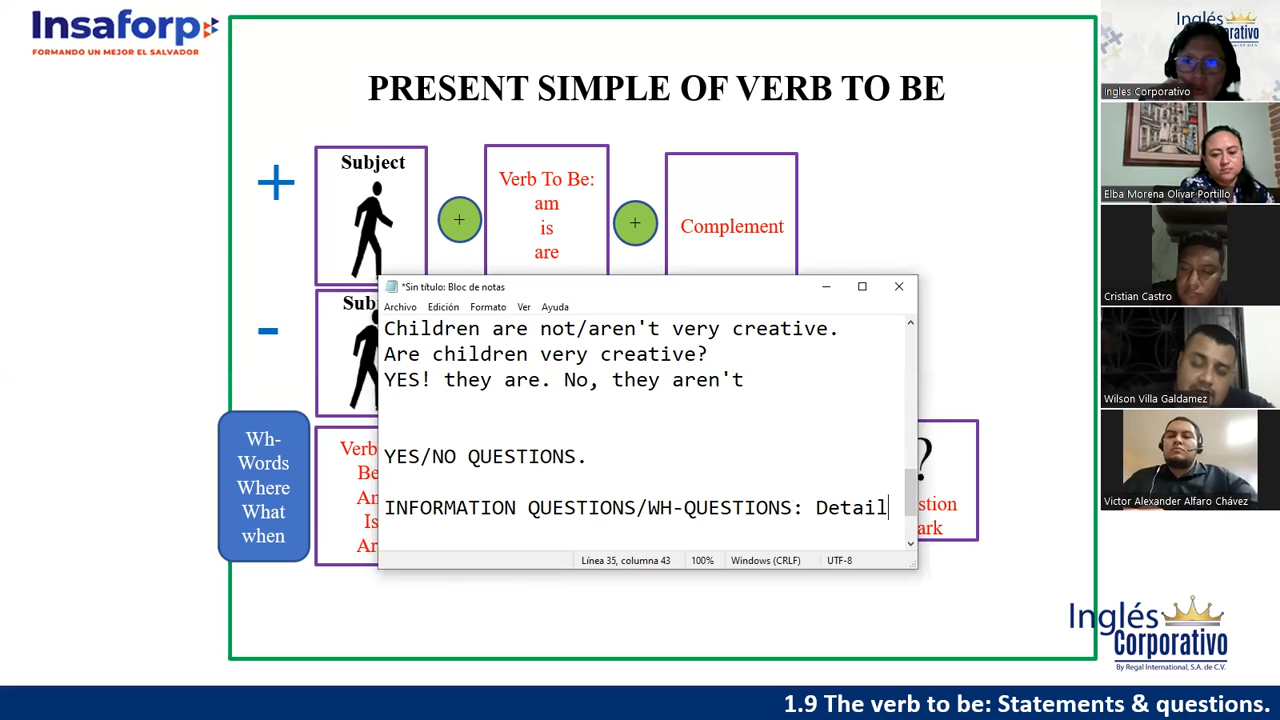 Insaforp
FORMANDO UN MEJOR EL SALVADOR
PRESENT SIMPLE OF VERB TO BE
+
Subject
+
Verb To Be:
am
is
are
+
Complement
-
Wh-
Words
Where
What
when
*Sin título: Bloc de notas
Archivo Edición Formato Ver Ayuda
Children are not/aren't very creative.
Are children very creative?
YES! they are. No, they aren't
YES/NO QUESTIONS.
INFORMATION QUESTIONS/WH-QUESTIONS: Detail
Línea 35, columna 43 100% Windows (CRLF) UTF-8
?
Inglés
Corporativo
By Regal International, S.A. de C.V.
1.9 The verb to be: Statements & questions.
Inglés
Ingles Corporativo
Elba Morena Olivar Portillo
Cristian Castro
Wilson Villa Galdamez
Victor Alexander Alfaro Chávez